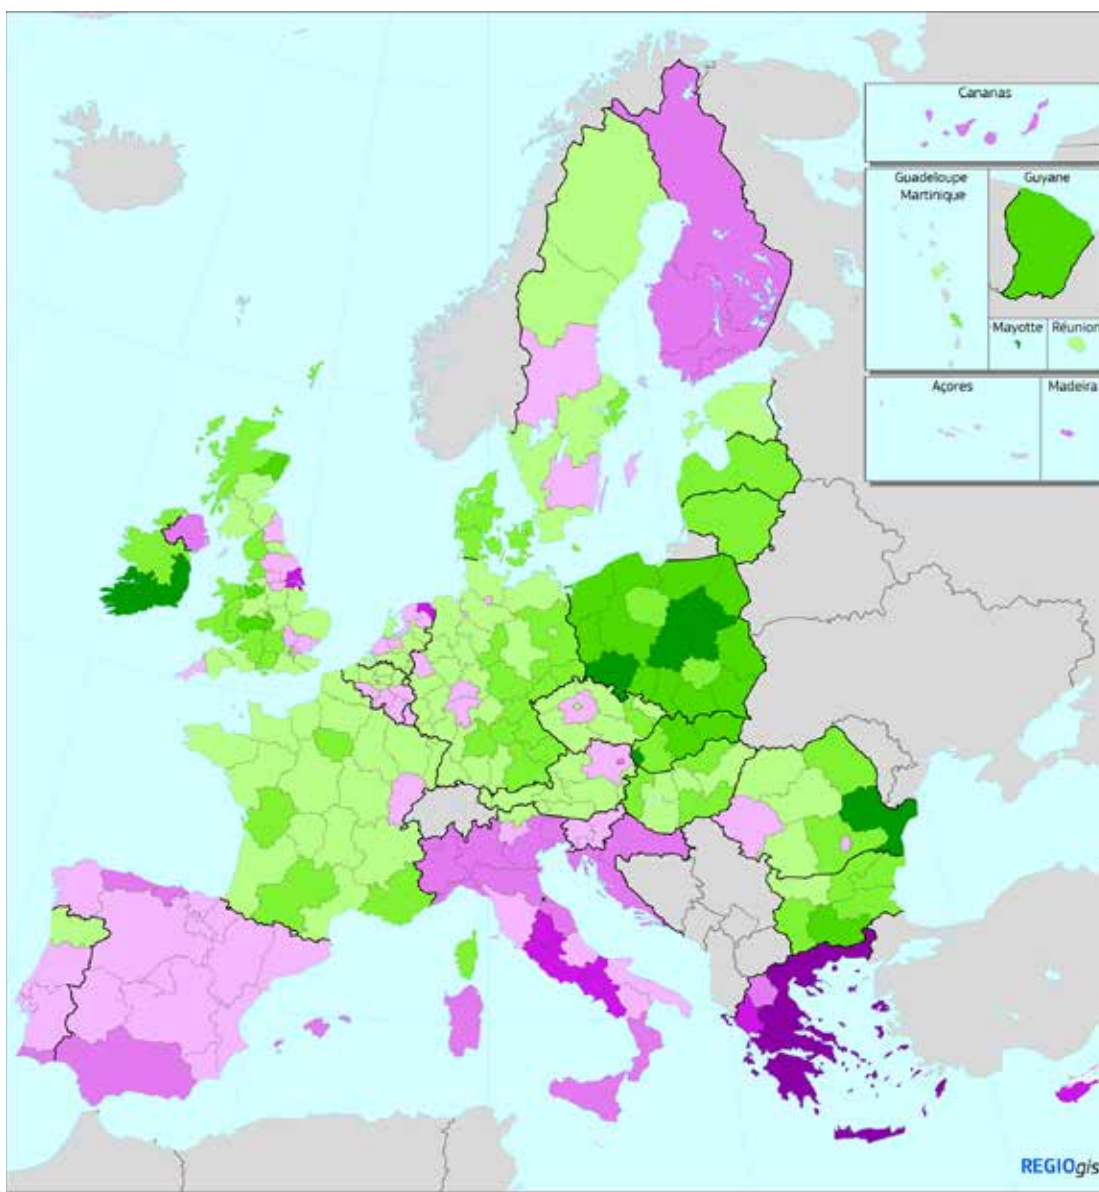 Canarias
Guadeloupe
Martinique
Guyane
Mayotte
Réunion
Açores
Madeira
REGIOgis